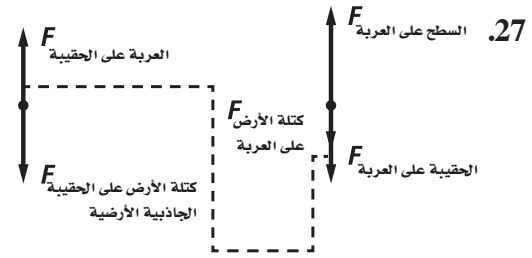 .27
F السطح على العربة
F العربة على الحقيبة
F كتلة الأرض
على العربة
F الحقيبة على العربة
F كتلة الأرض على الحقيبة
الجاذبية الأرضية